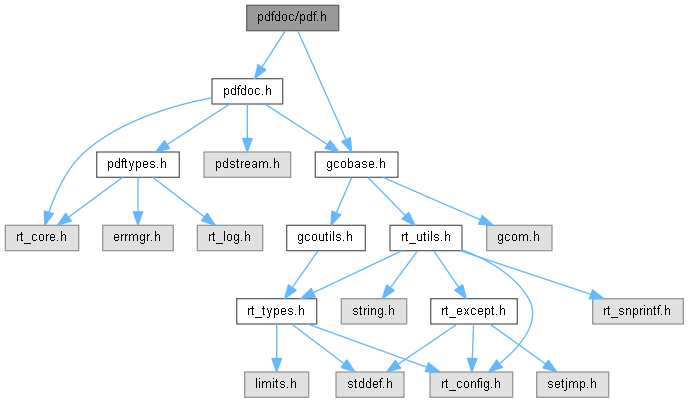 pdfdoc/pdf.h
pdfdoc.h
pdftypes.h
pdstream.h
gcobase.h
rt_core.h
errmgr.h
rt_log.h
gcoutils.h
rt_utils.h
gcom.h
rt_types.h
string.h
rt_except.h
rt_snprintf.h
limits.h
stddef.h
rt_config.h
setjmp.h